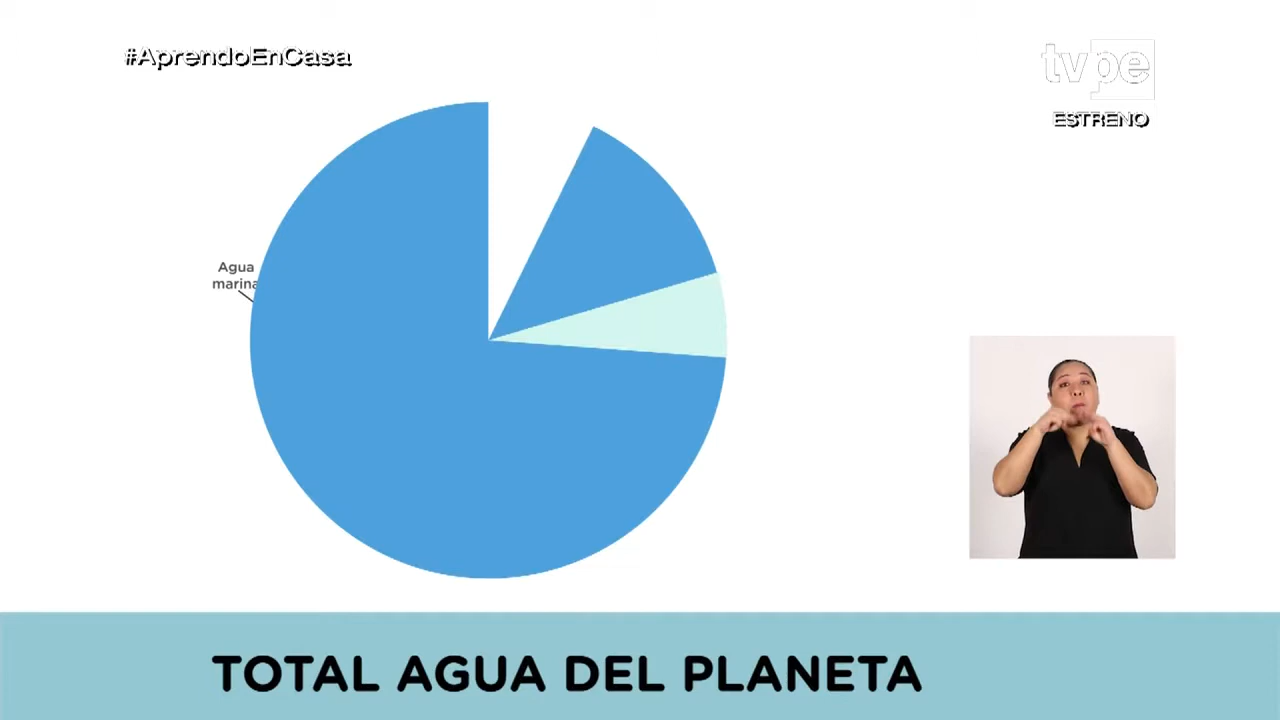 #AprendoEnCasa
tvpe
ESTRENO
Agua
marina
TOTAL AGUA DEL PLANETA